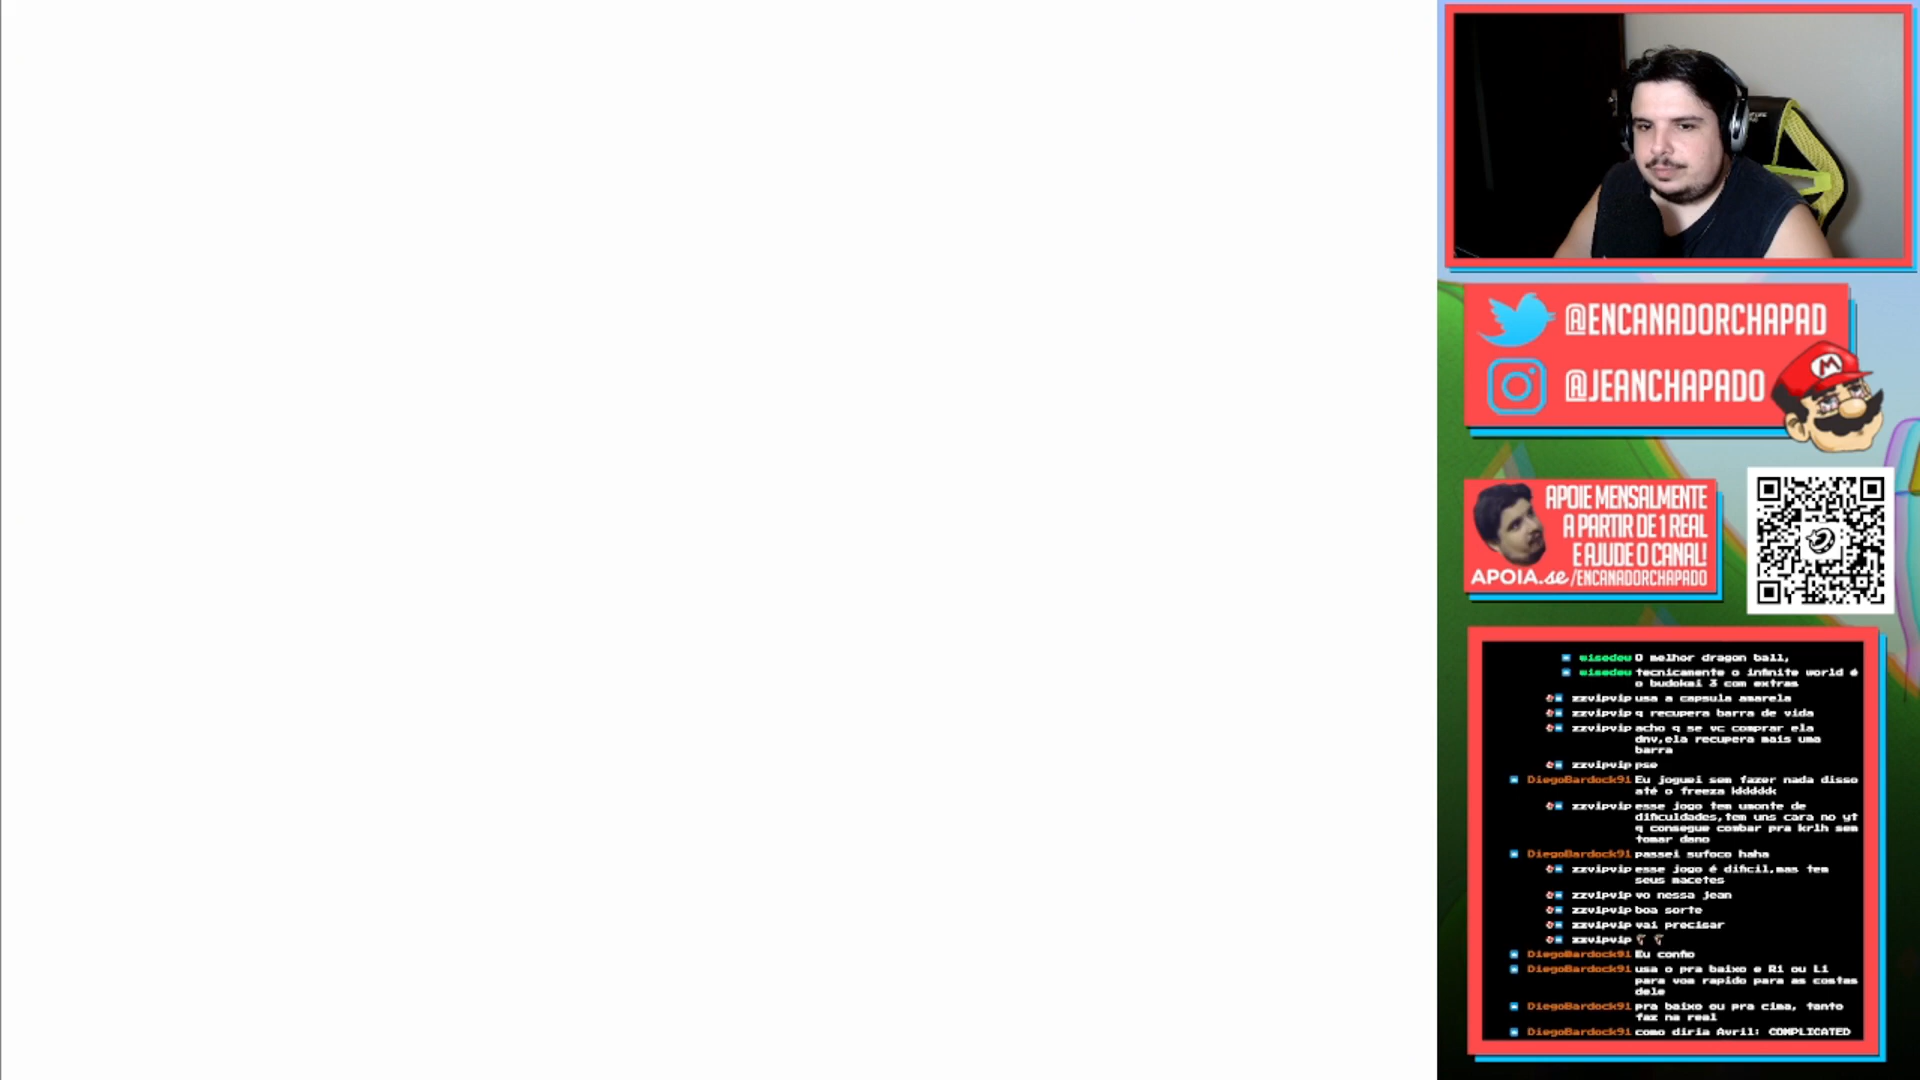 @ENCANADORCHAPAD
@JEANCHAPADO
M
APOIE MENSALMENTE
A PARTIR DE 1 REAL
E AJUDE O CANAL!
APOIA.se/ENCANADORCHAPADO
wisedeu O melhor dragon ball,
wisedeu tecnicamente o infinite world é
o budokai 3 com extras
zzvipvip usa a capsula amarela
zzvipvip q recupera barra de vida
zzvipvip acho q se vc comprar ela
dnv,ela recupera mais uma
barra
zzvipvip pse
DiegoBardock91 Eu joguei sem fazer nada disso
até o freeza kkkkkk
zzvipvip esse jogo tem umonte de
dificuldades,tem uns cara no yt
q consegue combar pra krlh sem
tomar dano
DiegoBardock91 passei sufoco haha
zzvipvip esse jogo é dificil,mas tem
seus macetes
zzvipvip vo nessa jean
zzvipvip boa sorte
zzvipvip vai precisar
zzvipvip
DiegoBardock91 Eu confio
DiegoBardock91 usa o pra baixo e R1 ou L1
para voa rapido para as costas
dele
DiegoBardock91 pra baixo ou pra cima, tanto
faz na real
DiegoBardock91 como diria Avril: COMPLICATED